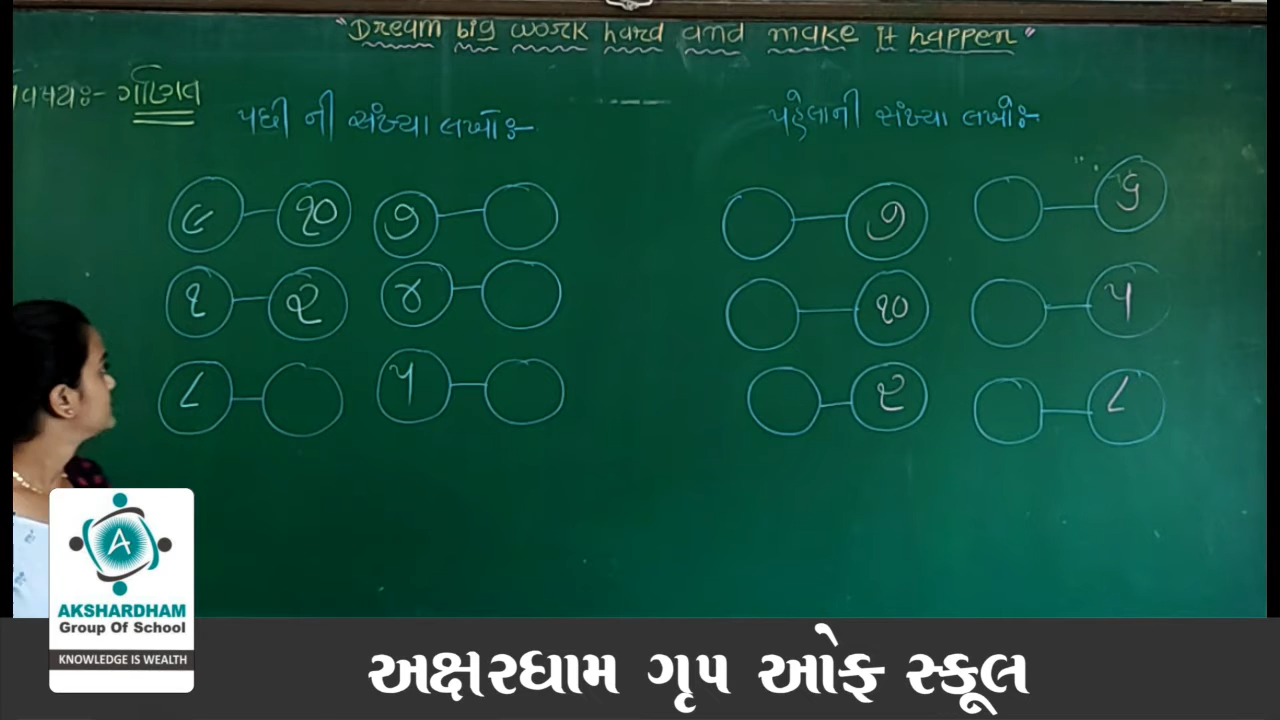 "Dream big work hard and make it happen"
વિષય:- ગણિત
પછી ની સંખ્યા લખો:-
૯ ૧૦ ૭
૧ ૨ ૪
૮ ૫
પહેલાની સંખ્યા લખો:-
૭ ૬
૧૦ ૫
૨ ૮
A
AKSHARDHAM
Group Of School
KNOWLEDGE IS WEALTH
અક્ષરધામ ગૃપ ઓફ સ્કૂલ